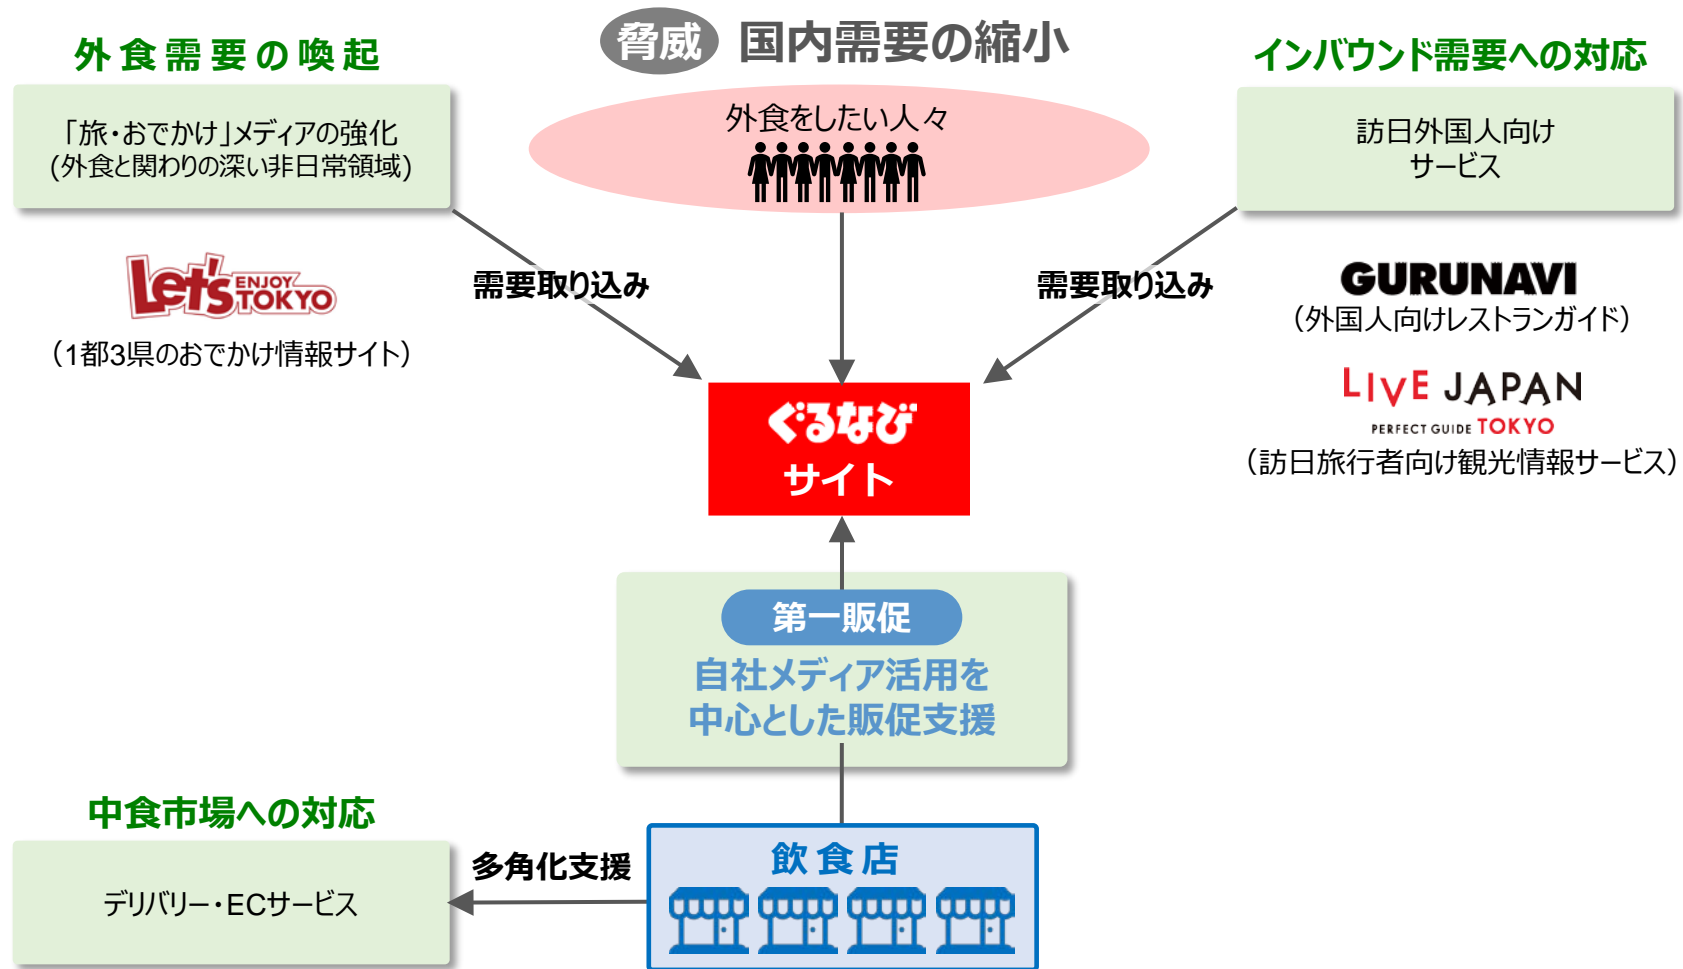 脅威 国内需要の縮小
外食需要の喚起
「旅・おでかけ」メディアの強化
(外食と関わりの深い非日常領域)
Let's ENJOY TOKYO
（1都3県のおでかけ情報サイト）
外食をしたい人々
インバウンド需要への対応
訪日外国人向け
サービス
GURUNAVI
（外国人向けレストランガイド）
LIVE JAPAN
PERFECT GUIDE TOKYO
（訪日旅行者向け観光情報サービス）
需要取り込み
需要取り込み
ぐるなび
サイト
第一販促
自社メディア活用を
中心とした販促支援
中食市場への対応
デリバリー・ECサービス
多角化支援
飲食店